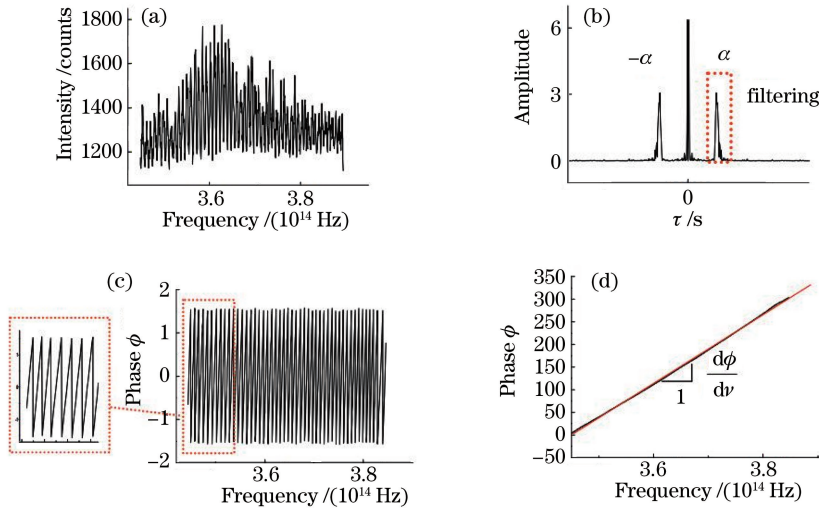 (a)
1800
1600
1400
1200
Intensity /counts
3.6
3.8
Frequency /(10¹⁴ Hz)
(b)
6
3
0
Amplitude
−α
α
filtering
0
τ /s
(c)
2
1
0
−1
−2
Phase ϕ
3.6
3.8
Frequency /(10¹⁴ Hz)
(d)
350
300
250
200
150
100
50
0
−50
Phase ϕ
dϕ
dν
1
3.6
3.8
Frequency /(10¹⁴ Hz)